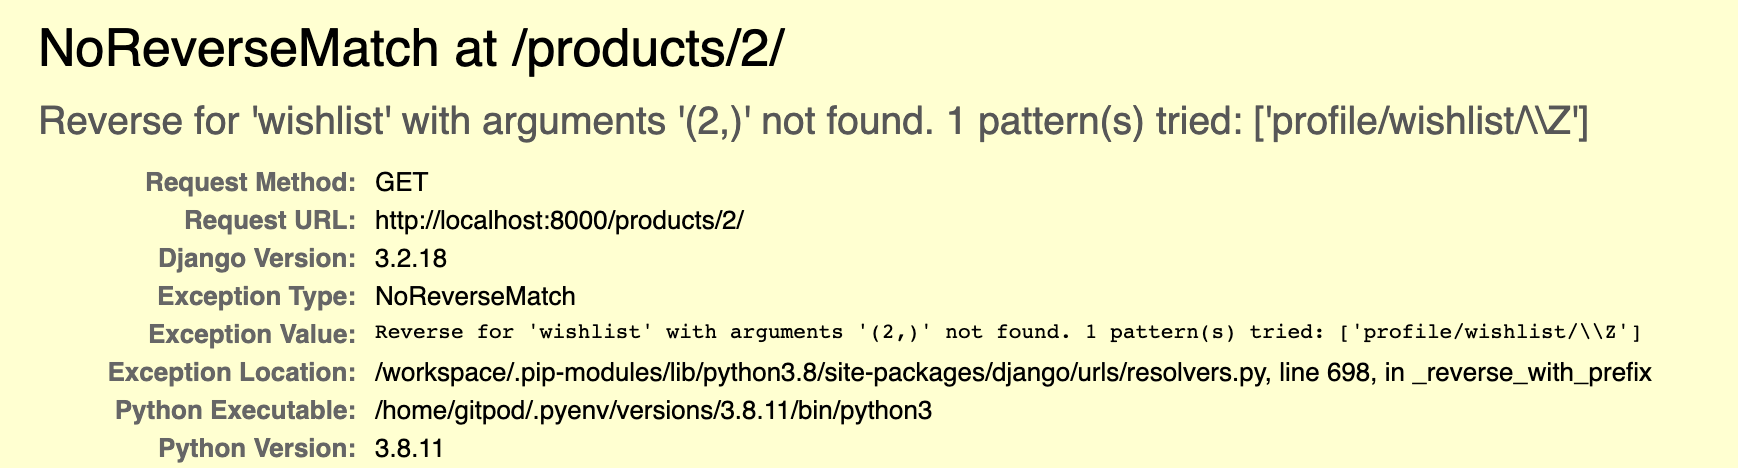 NoReverseMatch at /products/2/
Reverse for 'wishlist' with arguments '(2,)' not found. 1 pattern(s) tried: ['profile/wishlist/\\Z']
Request Method: GET
Request URL: http://localhost:8000/products/2/
Django Version: 3.2.18
Exception Type: NoReverseMatch
Exception Value: Reverse for 'wishlist' with arguments '(2,)' not found. 1 pattern(s) tried: ['profile/wishlist/\\Z']
Exception Location: /workspace/.pip-modules/lib/python3.8/site-packages/django/urls/resolvers.py, line 698, in _reverse_with_prefix
Python Executable: /home/gitpod/.pyenv/versions/3.8.11/bin/python3
Python Version: 3.8.11